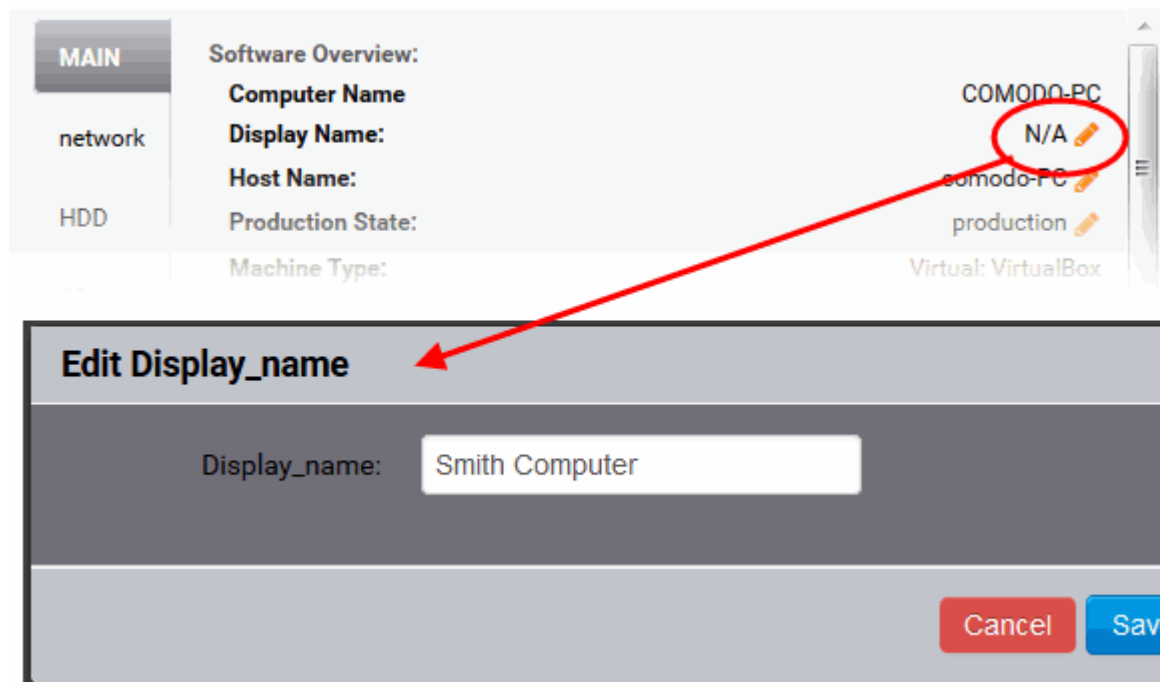 MAIN
Software Overview:
Computer Name COMODO-PC
network
Display Name: N/A
Host Name: comodo-PC
HDD
Production State: production
Machine Type: Virtual: VirtualBox
Edit Display_name
Display_name: Smith Computer
Cancel Sav